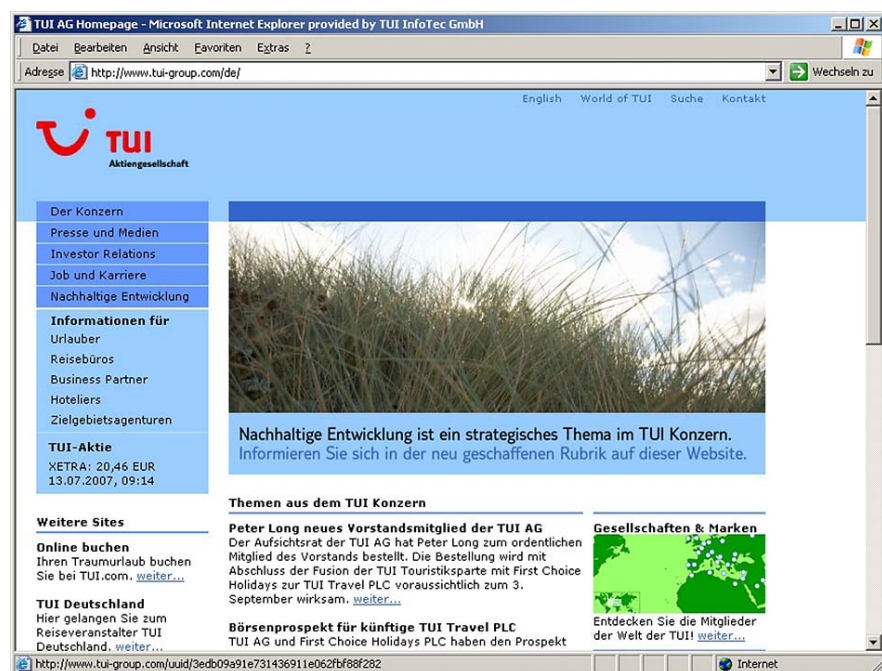 TUI AG Homepage - Microsoft Internet Explorer provided by TUI InfoTec GmbH
Datei Bearbeiten Ansicht Favoriten Extras ?
Adresse http://www.tui-group.com/de/ Wechseln zu
English World of TUI Suche Kontakt
TUI
Aktiengesellschaft
Der Konzern
Presse und Medien
Investor Relations
Job und Karriere
Nachhaltige Entwicklung
Informationen für
Urlauber
Reisebüros
Business Partner
Hoteliers
Zielgebietsagenturen
TUI-Aktie
XETRA: 20,46 EUR
13.07.2007, 09:14
Weitere Sites
Online buchen
Ihren Traumurlaub buchen
Sie bei TUI.com. weiter...
TUI Deutschland
Hier gelangen Sie zum
Reiseveranstalter TUI
Deutschland. weiter...
Nachhaltige Entwicklung ist ein strategisches Thema im TUI Konzern.
Informieren Sie sich in der neu geschaffenen Rubrik auf dieser Website.
Themen aus dem TUI Konzern
Peter Long neues Vorstandsmitglied der TUI AG
Der Aufsichtsrat der TUI AG hat Peter Long zum ordentlichen
Mitglied des Vorstands bestellt. Die Bestellung wird mit
Abschluss der Fusion der TUI Touristiksparte mit First Choice
Holidays zur TUI Travel PLC voraussichtlich zum 3.
September wirksam. weiter...
Börsenprospekt für künftige TUI Travel PLC
TUI AG und First Choice Holidays PLC haben den Prospekt
Gesellschaften & Marken
Entdecken Sie die Mitglieder
der Welt der TUI! weiter...
http://www.tui-group.com/uuid/3edb09a91e731436911e062fbf88f282 Internet